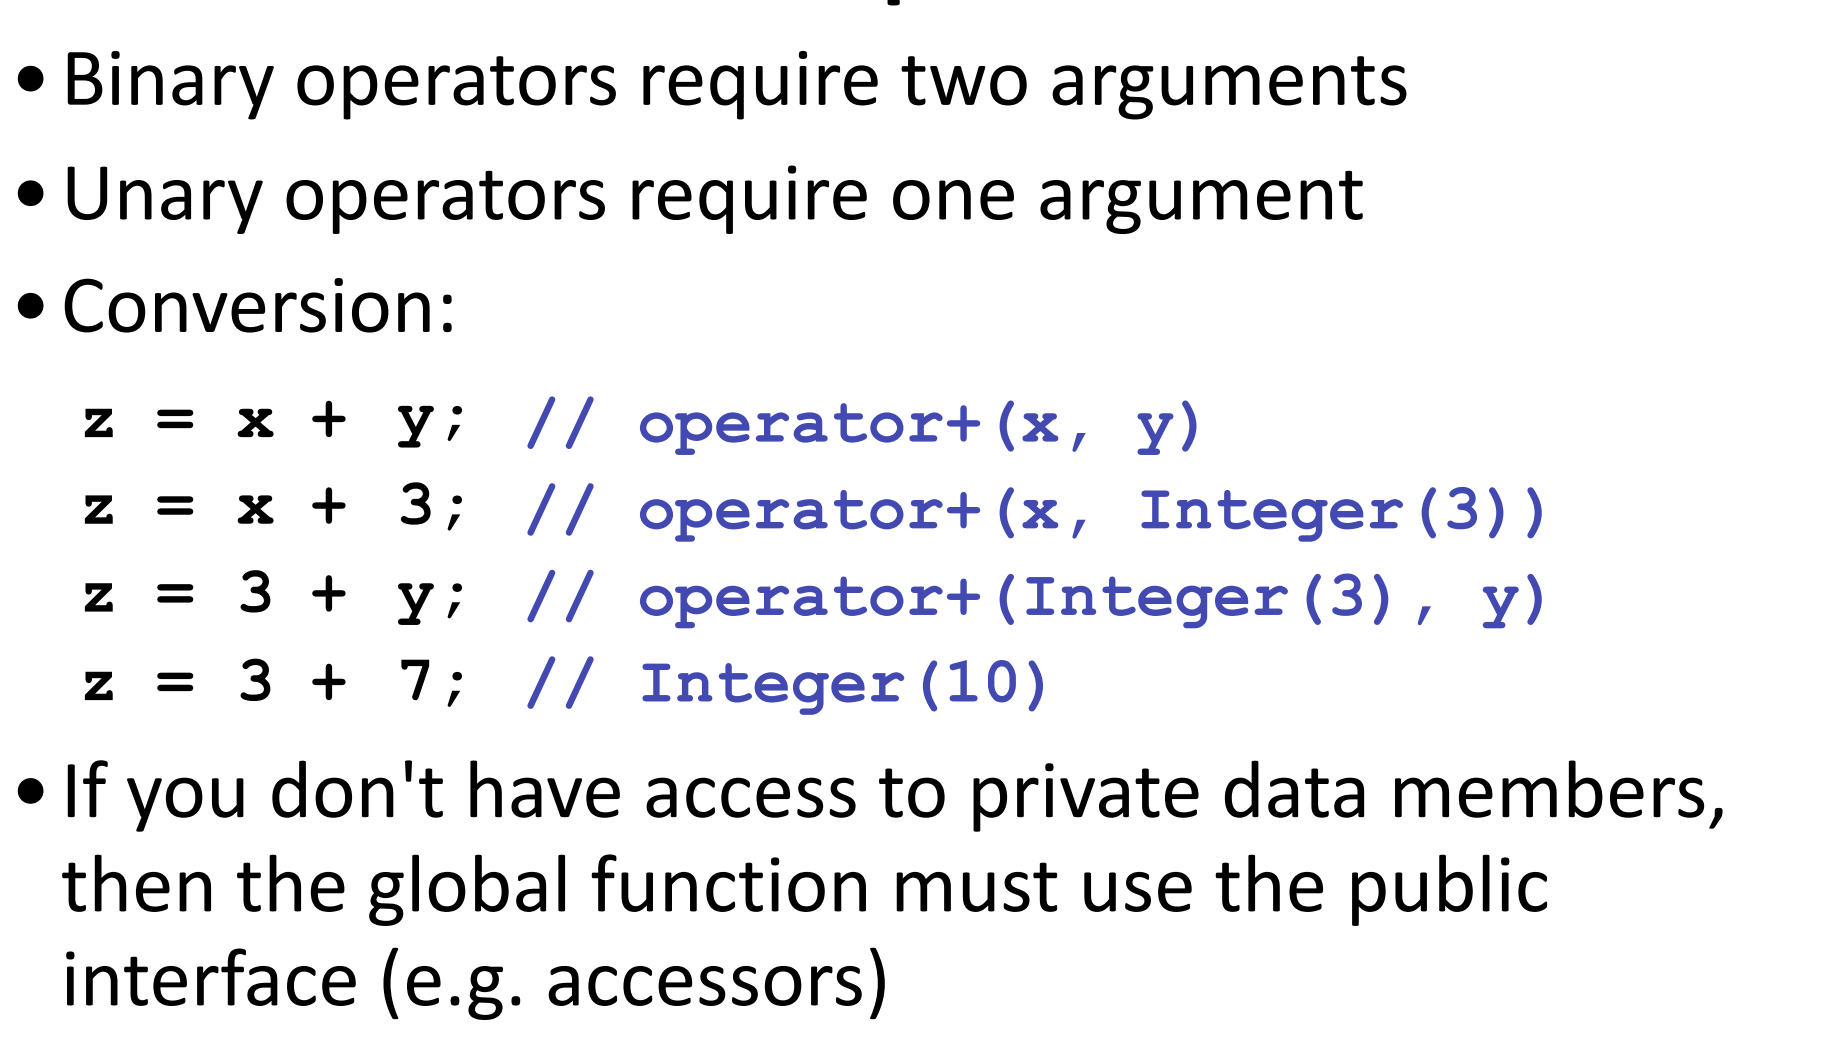 • Binary operators require two arguments
• Unary operators require one argument
• Conversion:
z = x + y; // operator+(x, y)
z = x + 3; // operator+(x, Integer(3))
z = 3 + y; // operator+(Integer(3), y)
z = 3 + 7; // Integer(10)
• If you don't have access to private data members,
then the global function must use the public
interface (e.g. accessors)